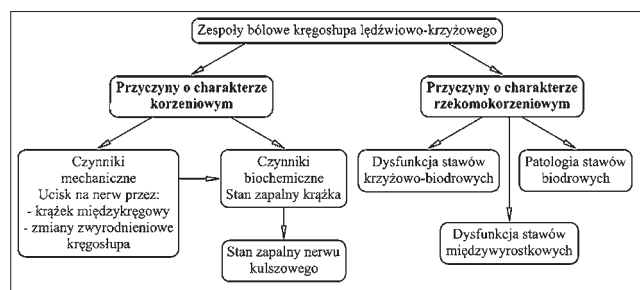 Zespoły bólowe kręgosłupa lędźwiowo-krzyżowego
Przyczyny o charakterze
korzeniowym
Przyczyny o charakterze
rzekomokorzeniowym
Czynniki
mechaniczne
Ucisk na nerw przez:
- krążek międzykręgowy
- zmiany zwyrodnieniowe
kręgosłupa
Czynniki
biochemiczne
Stan zapalny krążka
Stan zapalny nerwu
kulszowego
Dysfunkcja stawów
krzyżowo-biodrowych
Patologia stawów
biodrowych
Dysfunkcja stawów
międzywyrostkowych